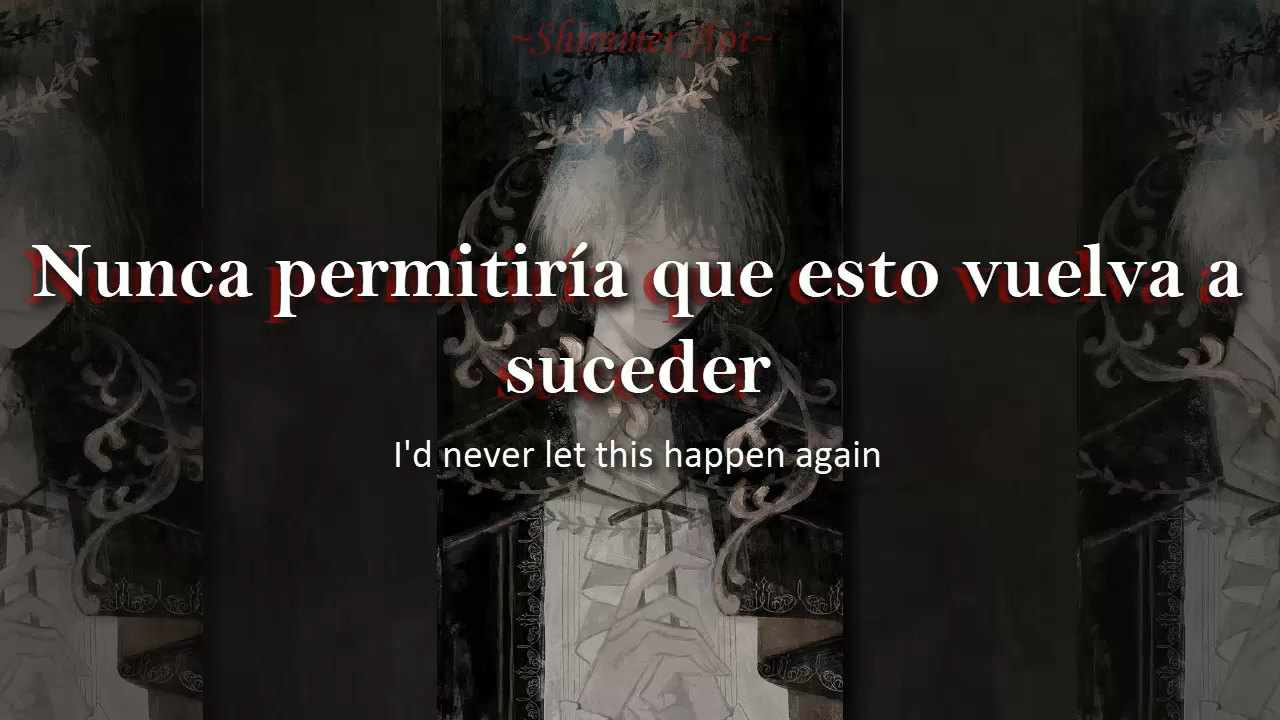 ~Shimmer Aoi~
Nunca permitiría que esto vuelva a
suceder
I'd never let this happen again